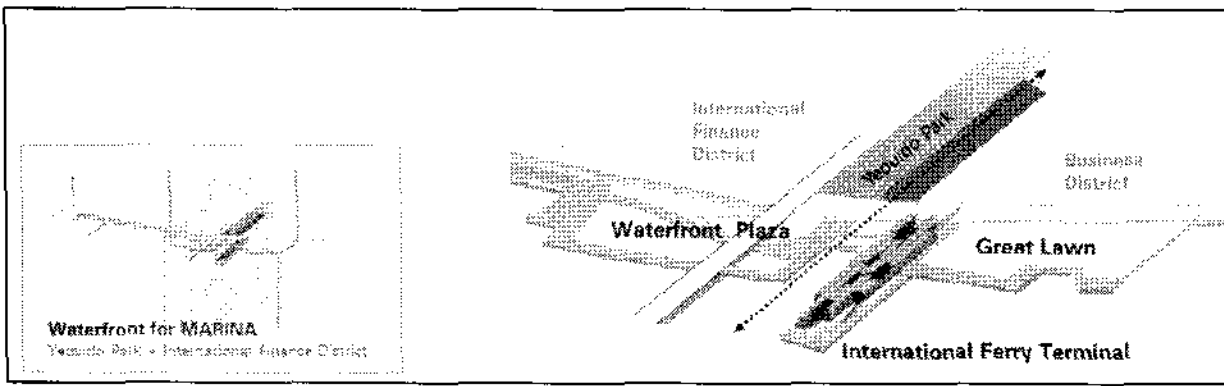 Waterfront for MARINA
Yeouido Park + International Finance District
International
Finance
District
Yeouido Park
Business
District
Waterfront Plaza
Great Lawn
International Ferry Terminal